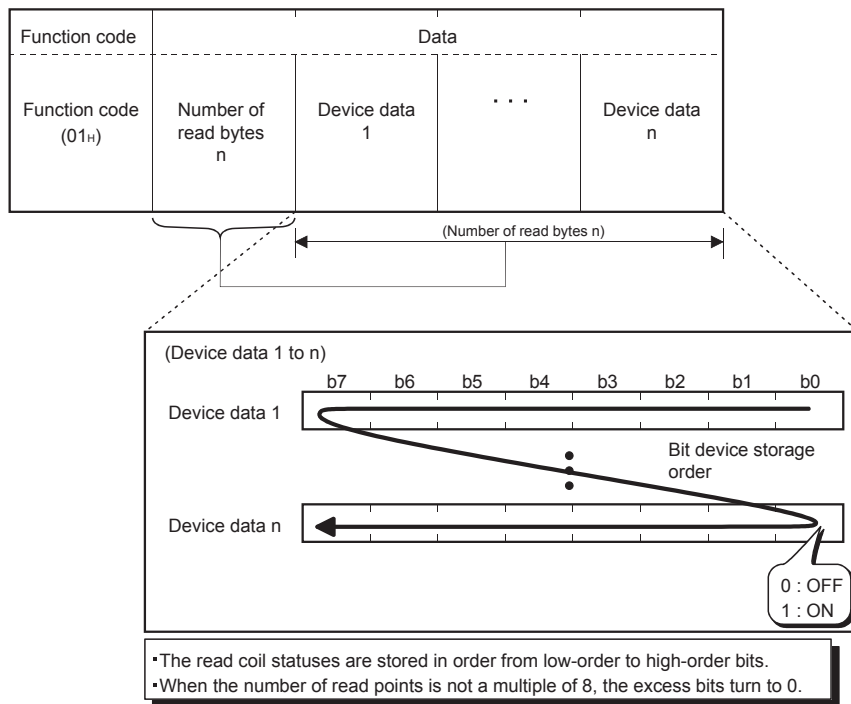 Function code Data
Function code
(01H)
Number of
read bytes
n
Device data
1
· · ·
Device data
n
(Number of read bytes n)
(Device data 1 to n)
b7 b6 b5 b4 b3 b2 b1 b0
Device data 1
Bit device storage
order
Device data n
0 : OFF
1 : ON
▪The read coil statuses are stored in order from low-order to high-order bits.
▪When the number of read points is not a multiple of 8, the excess bits turn to 0.